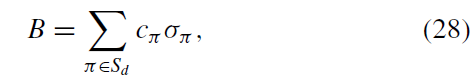 B = ∑ c_π σ_π , (28)
π∈S_d